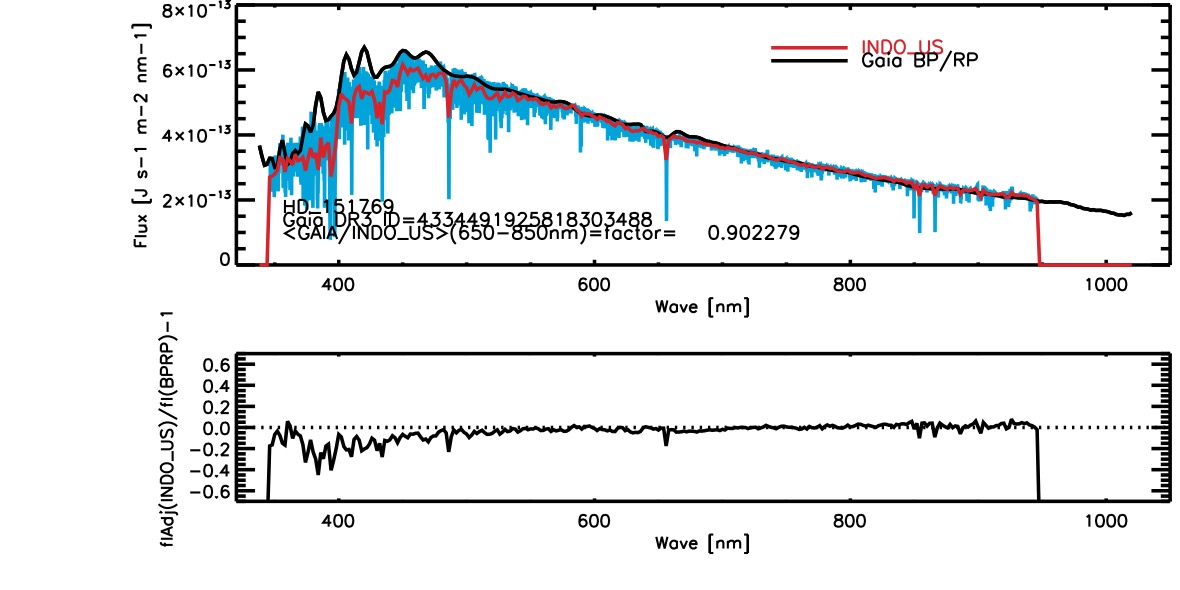 8×10−13
6×10−13
4×10−13
2×10−13
0
Flux [J s−1 m−2 nm−1]
INDO_US
Gaia BP/RP
HD_151769
Gaia DR3 ID=4334491925818303488
<GAIA/INDO_US>(650−850nm)=factor= 0.902279
400 600 800 1000
Wave [nm]
flAdj(INDO_US)/fl(BPRP)−1
0.6
0.4
0.2
0.0
−0.2
−0.4
−0.6
400 600 800 1000
Wave [nm]